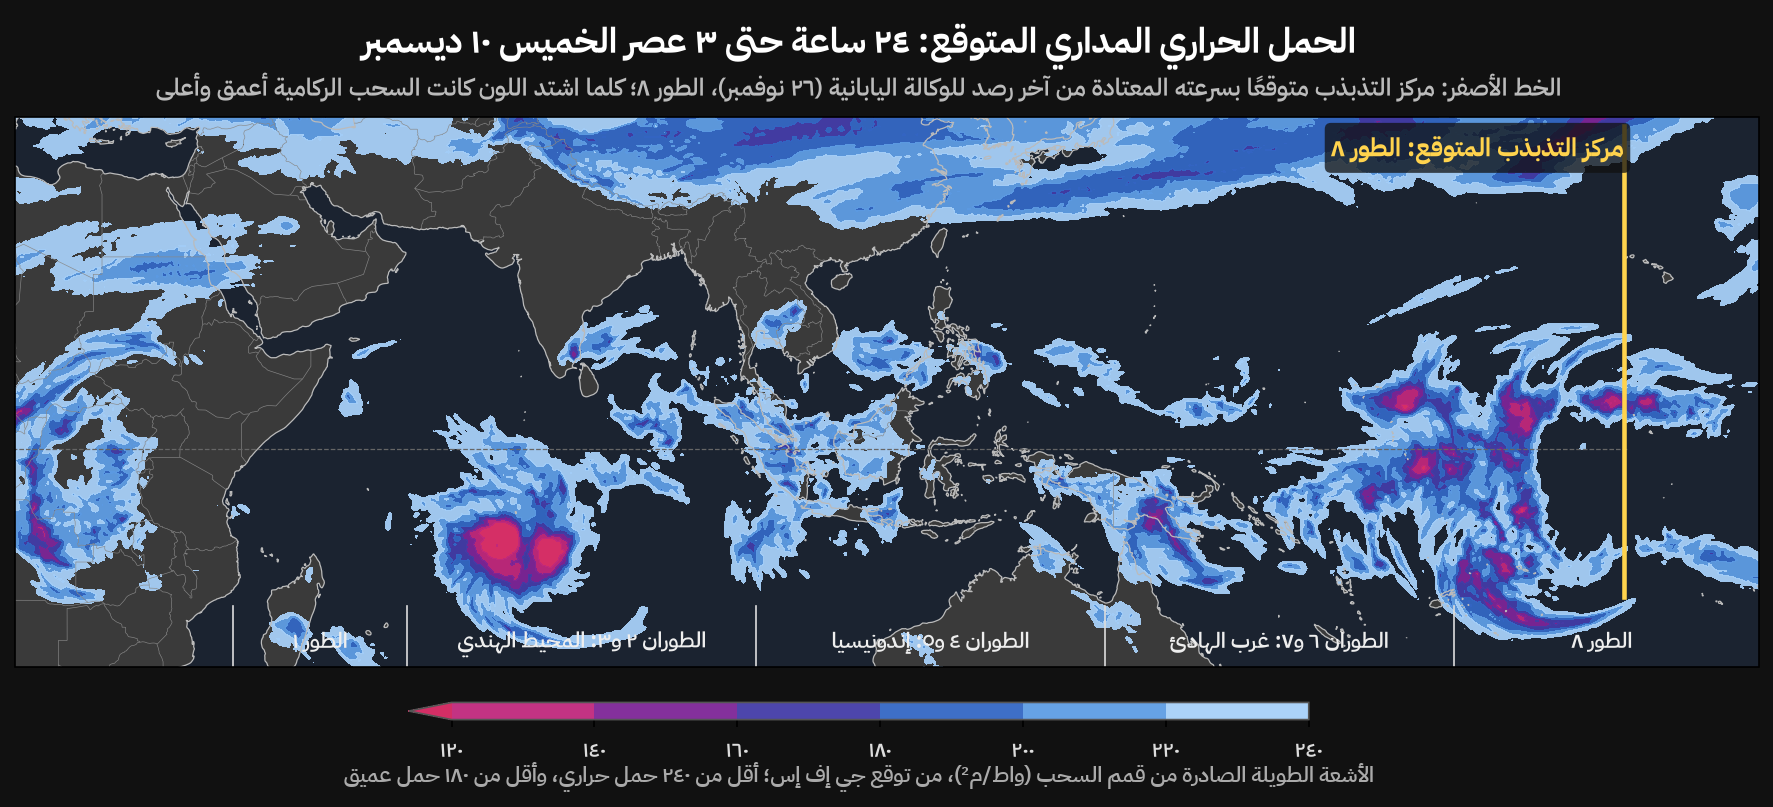 الحمل الحراري المداري المتوقع: ٢٤ ساعة حتى ٣ عصر الخميس ١٠ ديسمبر
الخط الأصفر: مركز التذبذب متوقعًا بسرعته المعتادة من آخر رصد للوكالة اليابانية (٢٦ نوفمبر)، الطور ٨؛ كلما اشتد اللون كانت السحب الركامية أعمق وأعلى
مركز التذبذب المتوقع: الطور ٨
الطور ١
الطوران ٢ و٣: المحيط الهندي
الطوران ٤ و٥: إندونيسيا
الطوران ٦ و٧: غرب الهادئ
الطور ٨
١٢٠ ١٤٠ ١٦٠ ١٨٠ ٢٠٠ ٢٢٠ ٢٤٠
الأشعة الطويلة الصادرة من قمم السحب (واط/م²)، من توقع جي إف إس؛ أقل من ٢٤٠ حمل حراري، وأقل من ١٨٠ حمل عميق